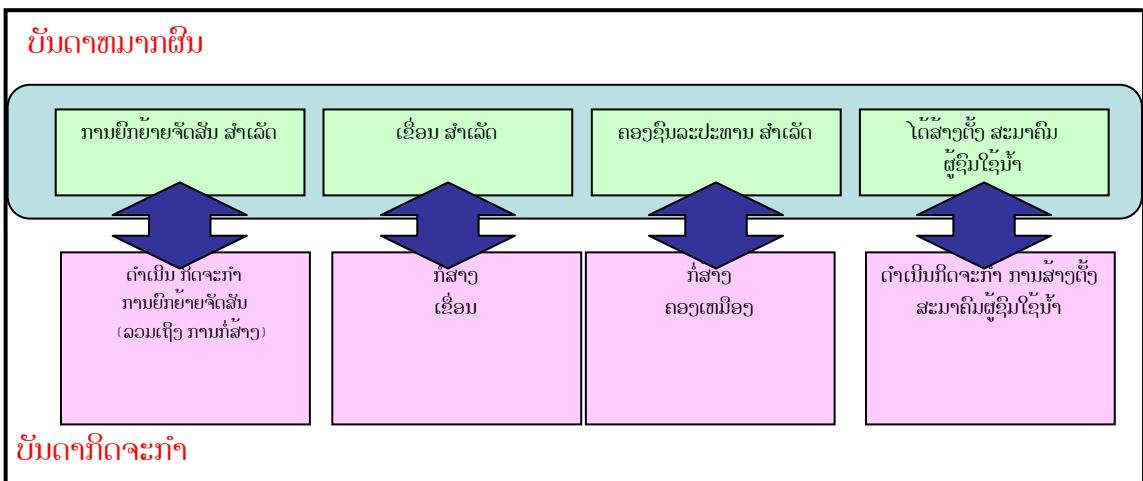 ບັນດາຫມາກຜົນ
ການຍົກຍ້າຍຈັດສັນ ສຳເລັດ
ເຂື່ອນ ສຳເລັດ
ຄອງຊົນລະປະທານ ສຳເລັດ
ໄດ້ສ້າງຕັ້ງ ສະມາຄົມ
ຜູ້ຊົມໃຊ້ນ້ຳ
ດຳເນີນ ກິດຈະກຳ
ການຍົກຍ້າຍຈັດສັນ
(ລວມເຖິງ ການກໍ່ສ້າງ)
ກໍ່ສ້າງ
ເຂື່ອນ
ກໍ່ສ້າງ
ຄອງເຫມືອງ
ດຳເນີນກິດຈະກຳ ການສ້າງຕັ້ງ
ສະມາຄົມຜູ້ຊົມໃຊ້ນ້ຳ
ບັນດາກິດຈະກຳ